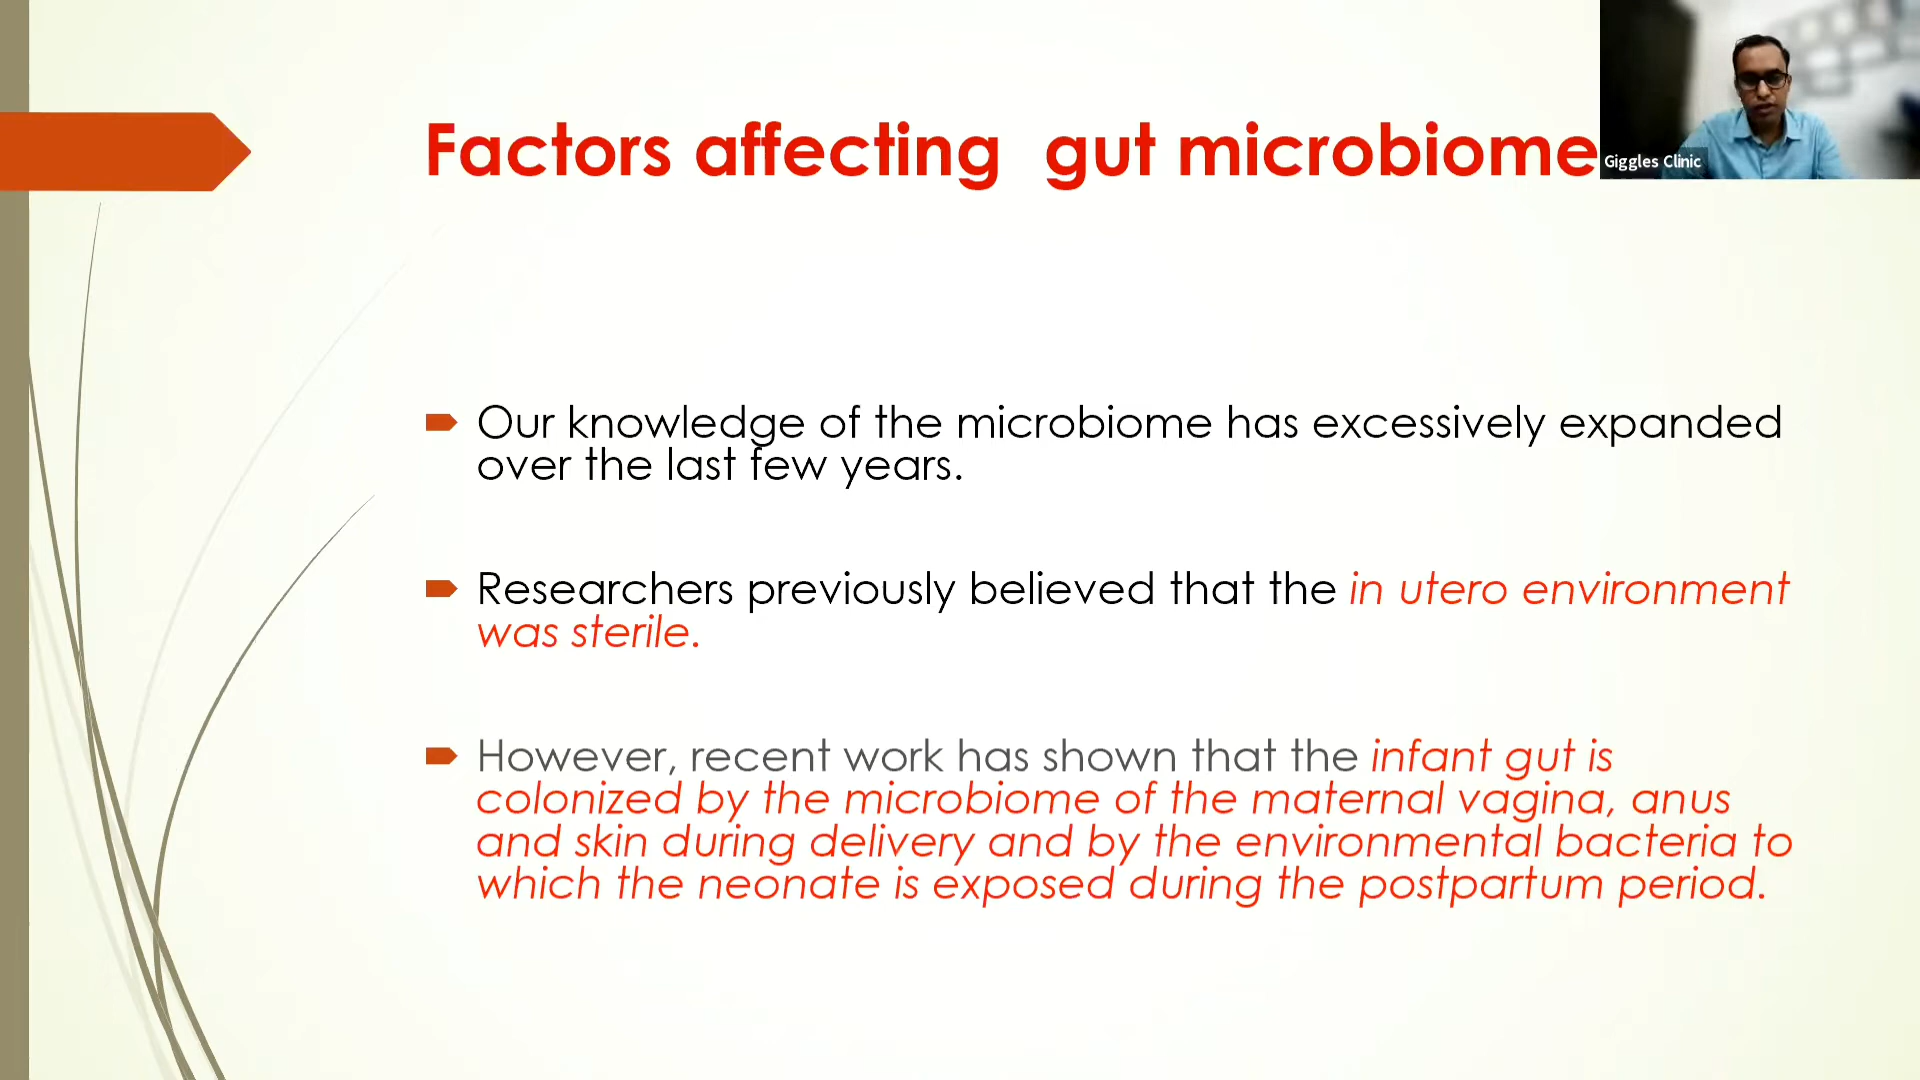 Factors affecting gut microbiome
Giggles Clinic
Our knowledge of the microbiome has excessively expanded
over the last few years.
Researchers previously believed that the in utero environment
was sterile.
However, recent work has shown that the infant gut is
colonized by the microbiome of the maternal vagina, anus
and skin during delivery and by the environmental bacteria to
which the neonate is exposed during the postpartum period.